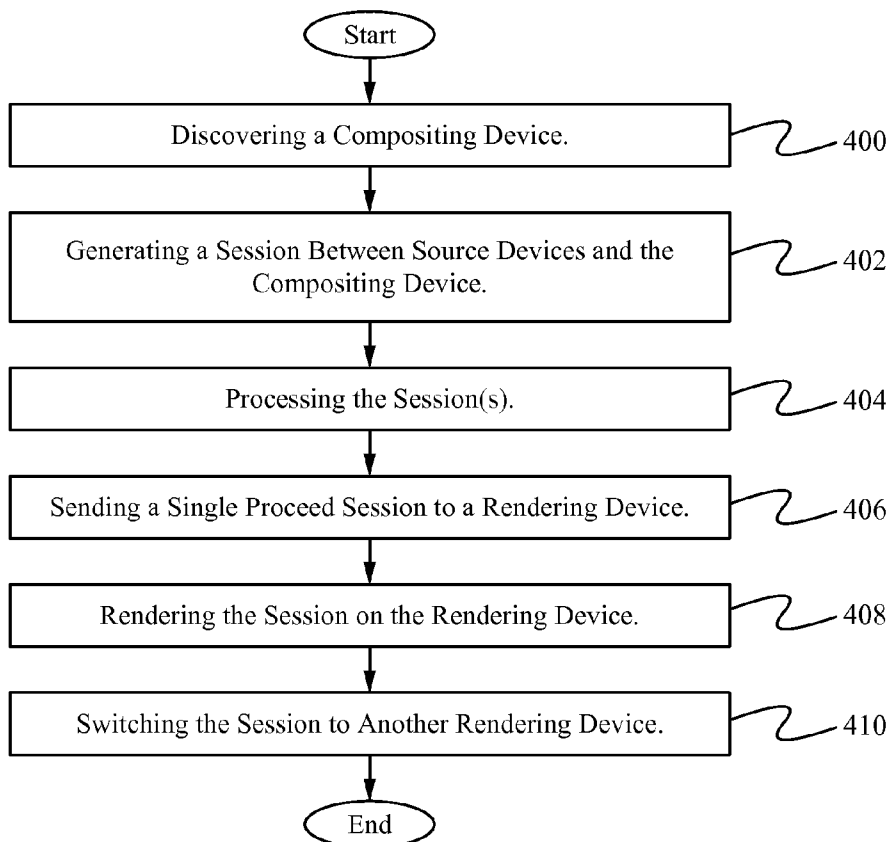 Start
Discovering a Compositing Device.
400
Generating a Session Between Source Devices and the
Compositing Device.
402
Processing the Session(s).
404
Sending a Single Proceed Session to a Rendering Device.
406
Rendering the Session on the Rendering Device.
408
Switching the Session to Another Rendering Device.
410
End